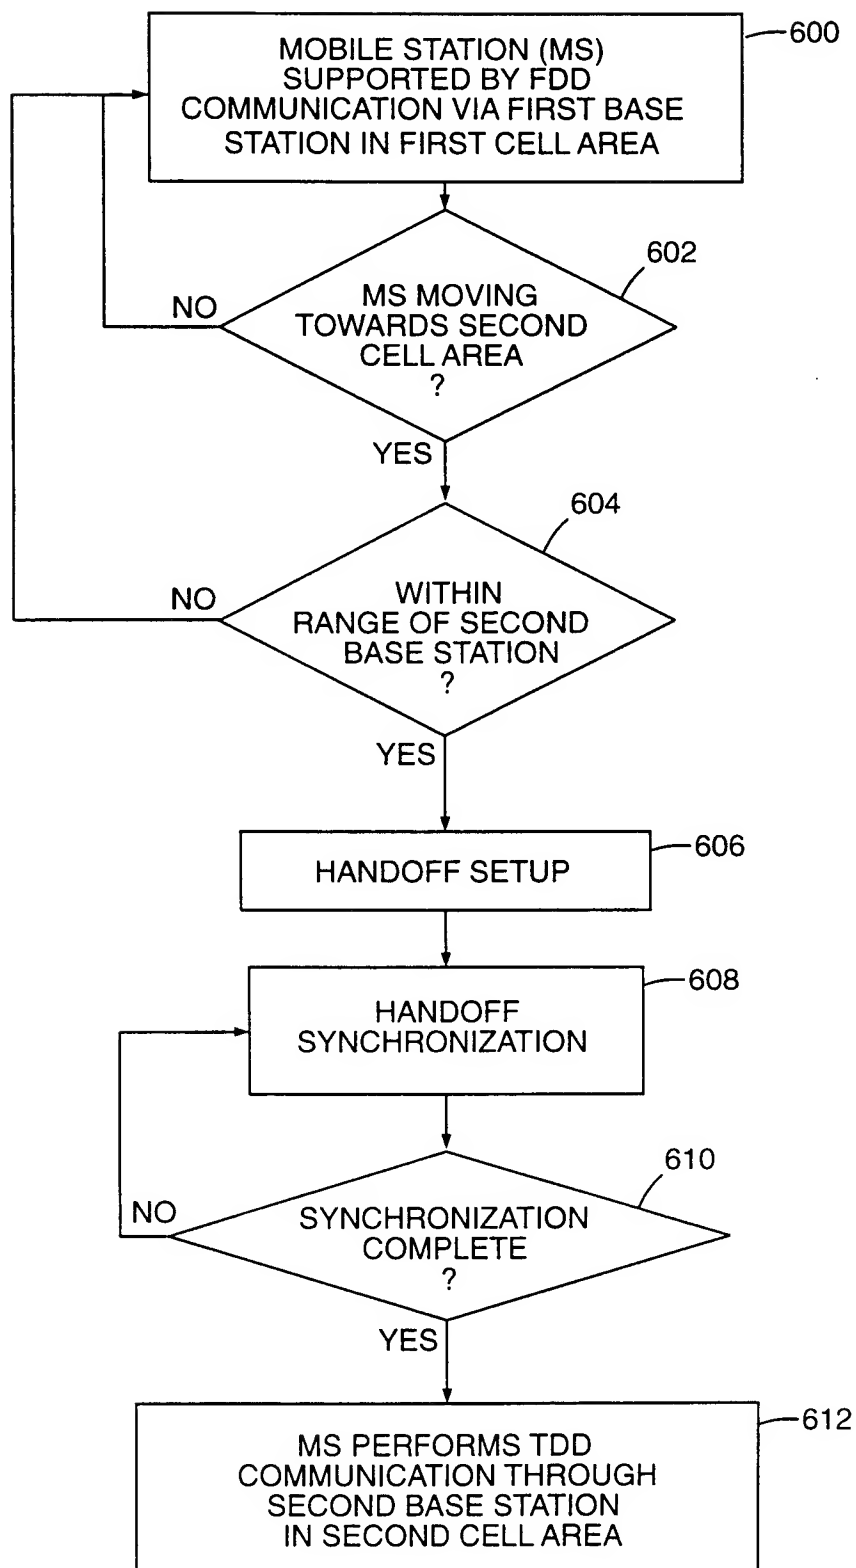 600
MOBILE STATION (MS)
SUPPORTED BY FDD
COMMUNICATION VIA FIRST BASE
STATION IN FIRST CELL AREA
602
NO
MS MOVING
TOWARDS SECOND
CELL AREA
?
YES
604
NO
WITHIN
RANGE OF SECOND
BASE STATION
?
YES
606
HANDOFF SETUP
608
HANDOFF
SYNCHRONIZATION
610
NO
SYNCHRONIZATION
COMPLETE
?
YES
612
MS PERFORMS TDD
COMMUNICATION THROUGH
SECOND BASE STATION
IN SECOND CELL AREA